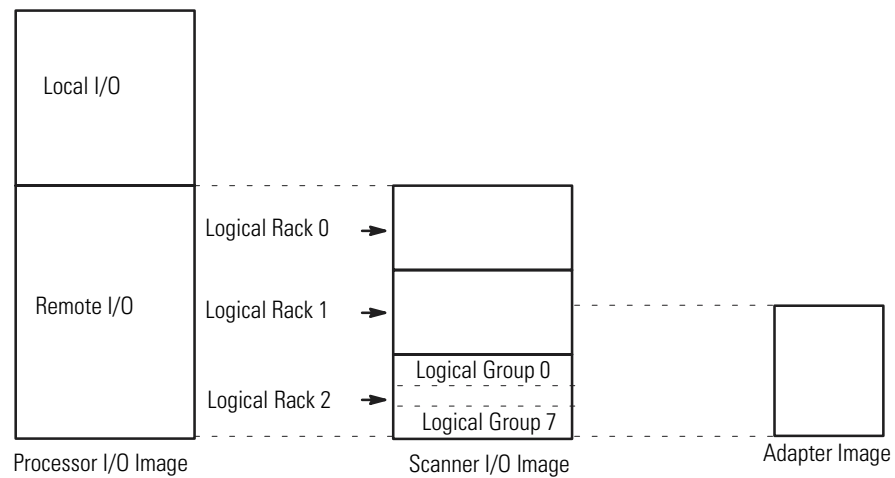 Local I/O
Logical Rack 0
Remote I/O
Logical Rack 1
Logical Group 0
Logical Rack 2
Logical Group 7
Processor I/O Image
Scanner I/O Image
Adapter Image